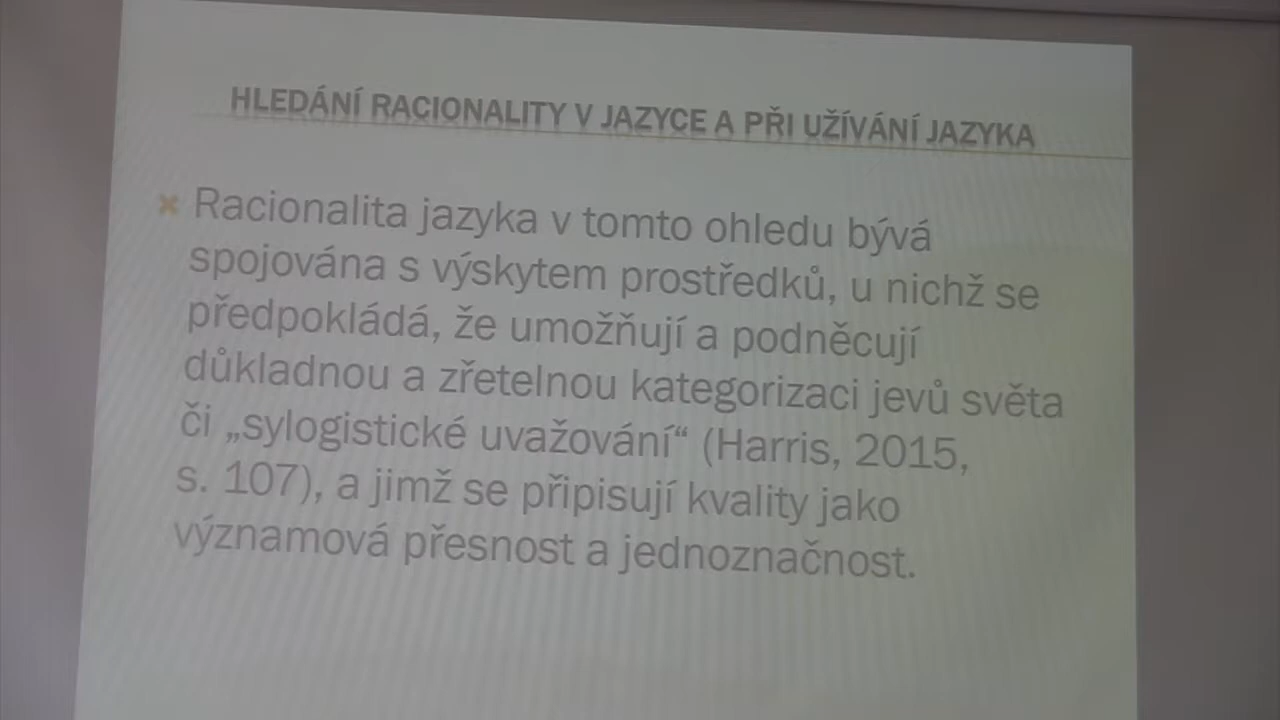 HLEDÁNÍ RACIONALITY V JAZYCE A PŘI UŽÍVÁNÍ JAZYKA
Racionalita jazyka v tomto ohledu bývá
spojována s výskytem prostředků, u nichž se
předpokládá, že umožňují a podněcují
důkladnou a zřetelnou kategorizaci jevů světa
či „sylogistické uvažování“ (Harris, 2015,
s. 107), a jimž se připisují kvality jako
významová přesnost a jednoznačnost.